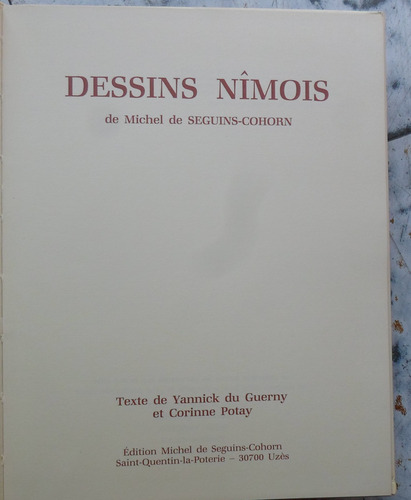 DESSINS NÎMOIS
de Michel de SEGUINS-COHORN
Texte de Yannick du Guerny
et Corinne Potay
Édition Michel de Seguins-Cohorn
Saint-Quentin-la-Poterie – 30700 Uzès